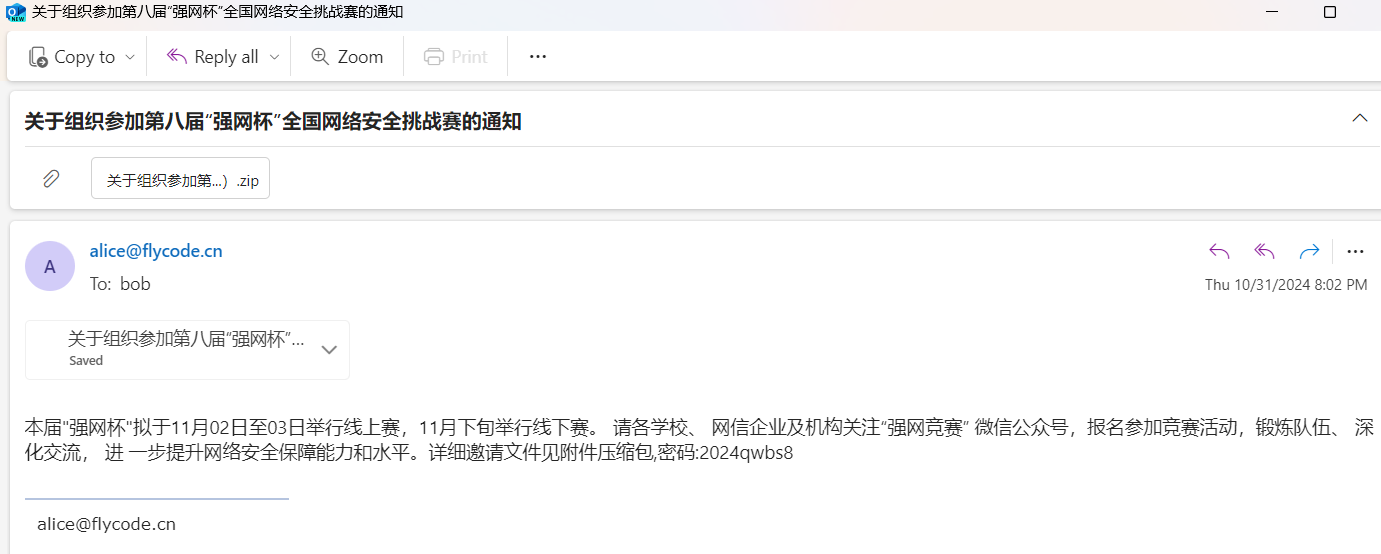 关于组织参加第八届“强网杯”全国网络安全挑战赛的通知
Copy to Reply all Zoom Print ...
关于组织参加第八届“强网杯”全国网络安全挑战赛的通知
关于组织参加第...）.zip
A
alice@flycode.cn
To: bob
Thu 10/31/2024 8:02 PM
关于组织参加第八届“强网杯”...
Saved
本届"强网杯"拟于11月02日至03日举行线上赛，11月下旬举行线下赛。 请各学校、 网信企业及机构关注“强网竞赛” 微信公众号，报名参加竞赛活动，锻炼队伍、 深
化交流， 进 一步提升网络安全保障能力和水平。详细邀请文件见附件压缩包,密码:2024qwbs8
alice@flycode.cn